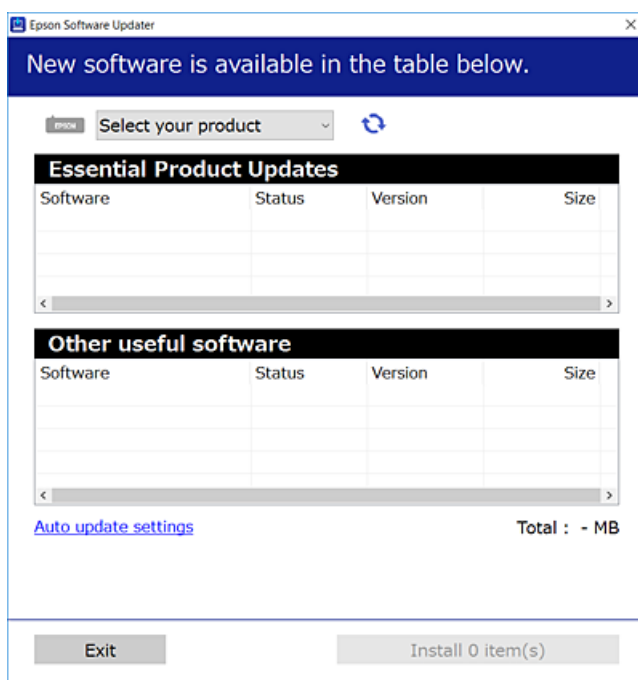 Epson Software Updater
New software is available in the table below.
EPSON Select your product
Essential Product Updates
Software Status Version Size
Other useful software
Software Status Version Size
Auto update settings Total : - MB
Exit Install 0 item(s)